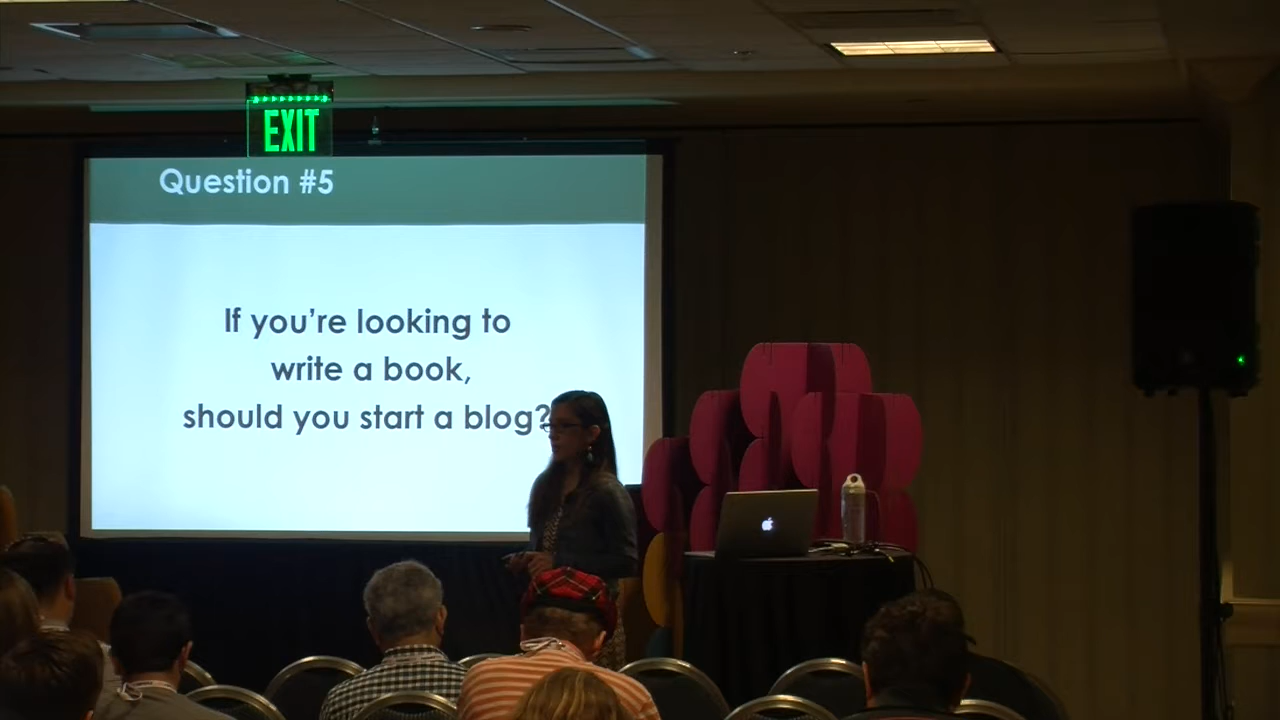 EXIT
Question #5
If you're looking to
write a book,
should you start a blog?